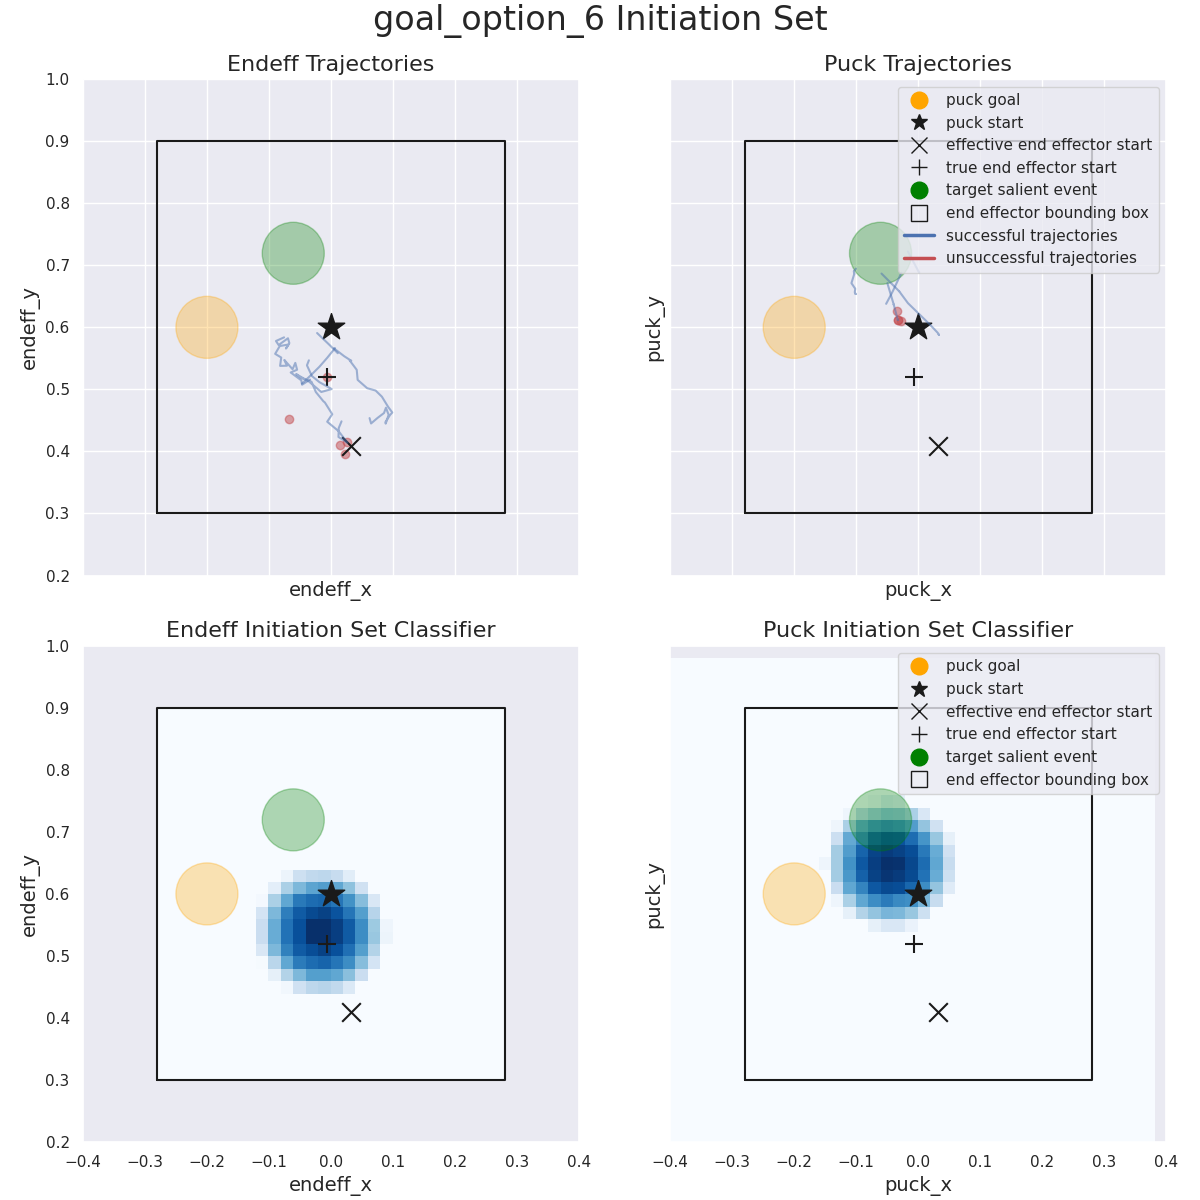 goal_option_6 Initiation Set
Endeff Trajectories
Puck Trajectories
1.0
0.9
0.8
0.7
0.6
0.5
0.4
0.3
0.2
endeff_y
endeff_x
puck_y
puck_x
puck goal
puck start
effective end effector start
true end effector start
target salient event
end effector bounding box
successful trajectories
unsuccessful trajectories
Endeff Initiation Set Classifier
Puck Initiation Set Classifier
1.0
0.9
0.8
0.7
0.6
0.5
0.4
0.3
0.2
endeff_y
−0.4 −0.3 −0.2 −0.1 0.0 0.1 0.2 0.3 0.4
endeff_x
puck_y
puck goal
puck start
effective end effector start
true end effector start
target salient event
end effector bounding box
−0.4 −0.3 −0.2 −0.1 0.0 0.1 0.2 0.3 0.4
puck_x